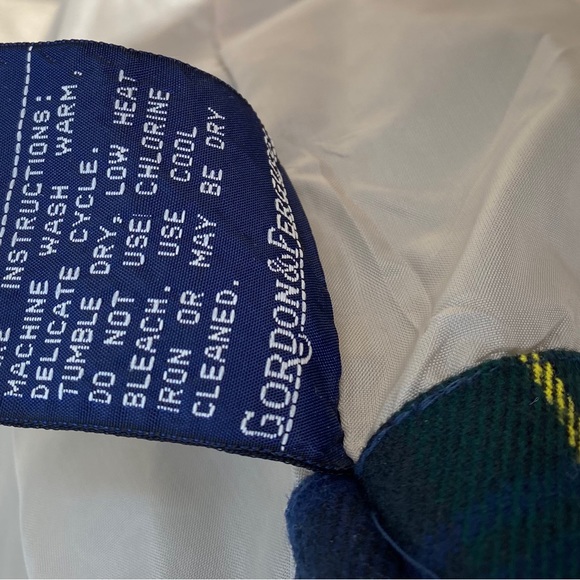 INSTRUCTIONS:
MACHINE WASH WARM,
DELICATE CYCLE.
TUMBLE DRY, LOW HEAT
DO NOT USE CHLORINE
BLEACH. USE COOL
IRON OR MAY BE DRY
CLEANED.
GORDON &